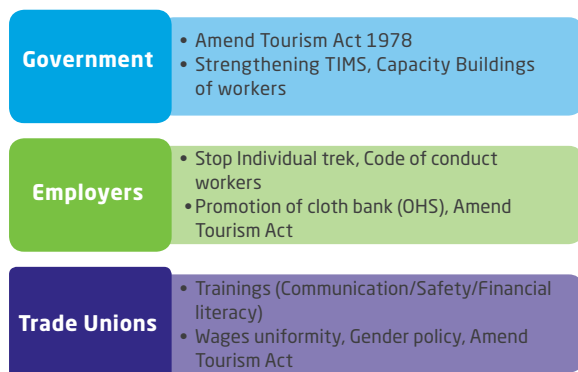 Government
• Amend Tourism Act 1978
• Strengthening TIMS, Capacity Buildings
of workers
Employers
• Stop Individual trek, Code of conduct
workers
• Promotion of cloth bank (OHS), Amend
Tourism Act
Trade Unions
• Trainings (Communication/Safety/Financial
literacy)
• Wages uniformity, Gender policy, Amend
Tourism Act